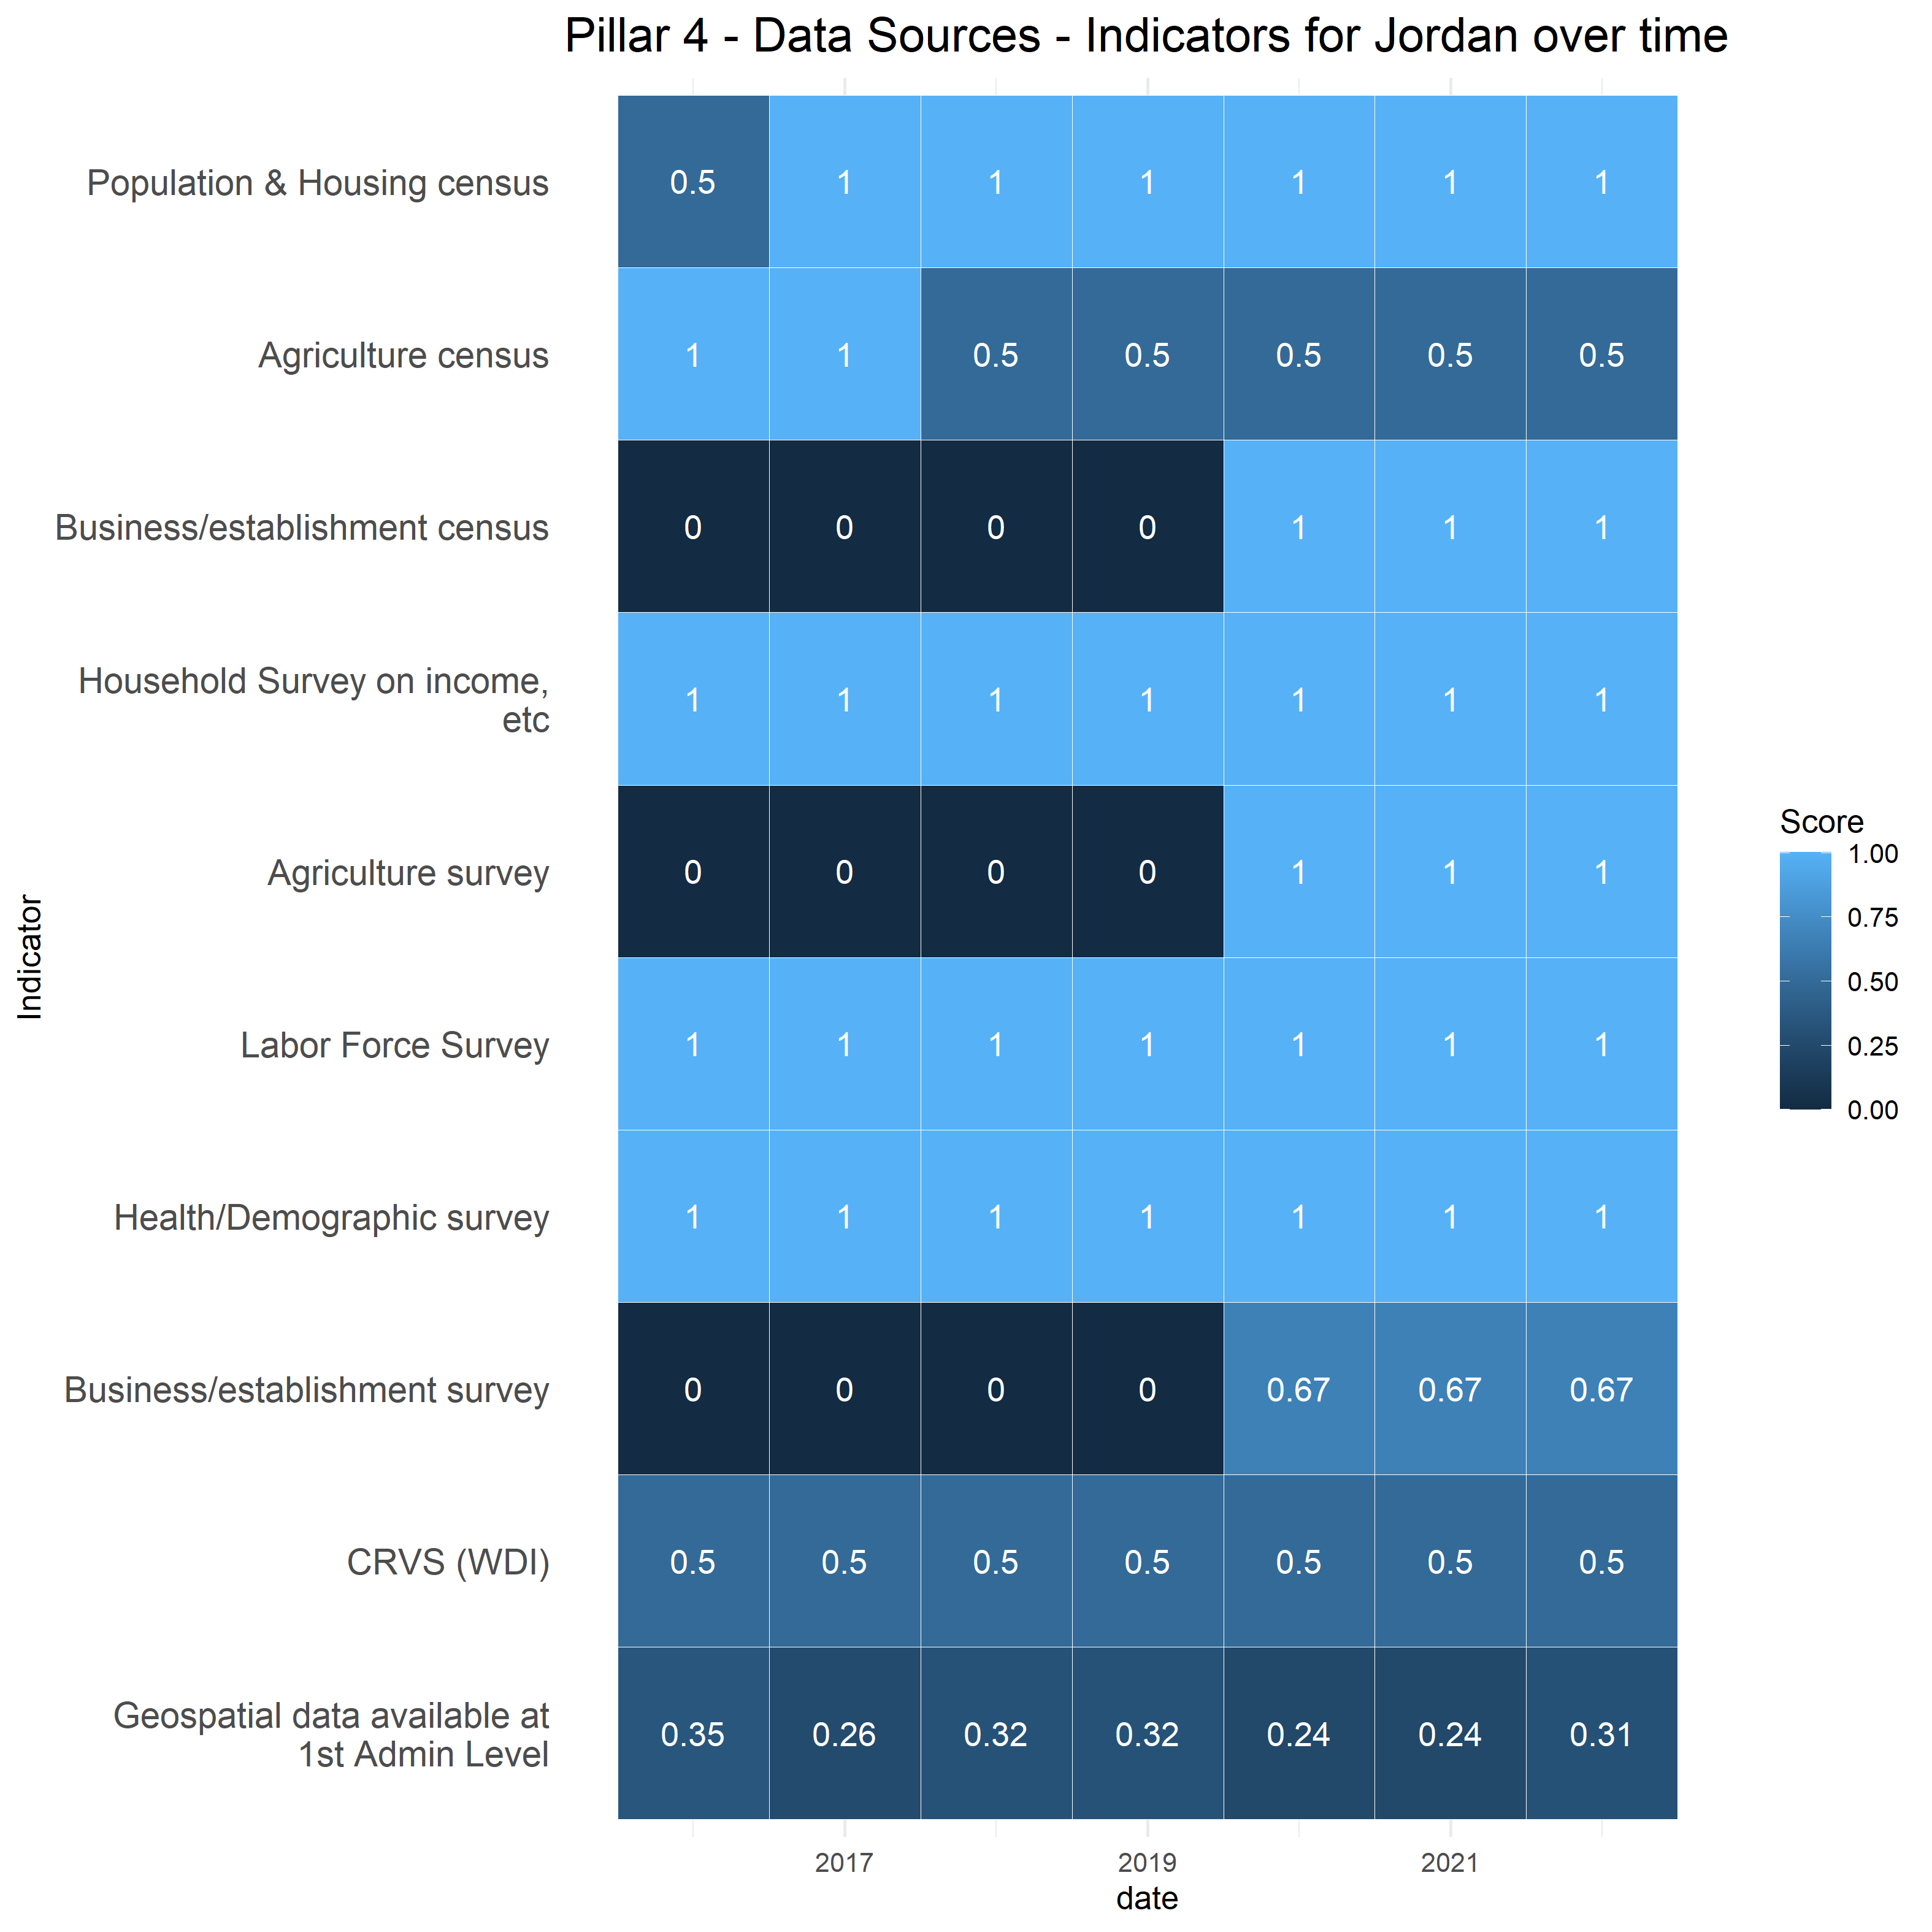 Pillar 4 - Data Sources - Indicators for Jordan over time
Indicator
Population & Housing census 0.5 1 1 1 1 1 1
Agriculture census 1 1 0.5 0.5 0.5 0.5 0.5
Business/establishment census 0 0 0 0 1 1 1
Household Survey on income,
etc
1 1 1 1 1 1 1
Agriculture survey 0 0 0 0 1 1 1
Labor Force Survey 1 1 1 1 1 1 1
Health/Demographic survey 1 1 1 1 1 1 1
Business/establishment survey 0 0 0 0 0.67 0.67 0.67
CRVS (WDI) 0.5 0.5 0.5 0.5 0.5 0.5 0.5
Geospatial data available at
1st Admin Level
0.35 0.26 0.32 0.32 0.24 0.24 0.31
2017 2019 2021
date
Score
1.00
0.75
0.50
0.25
0.00